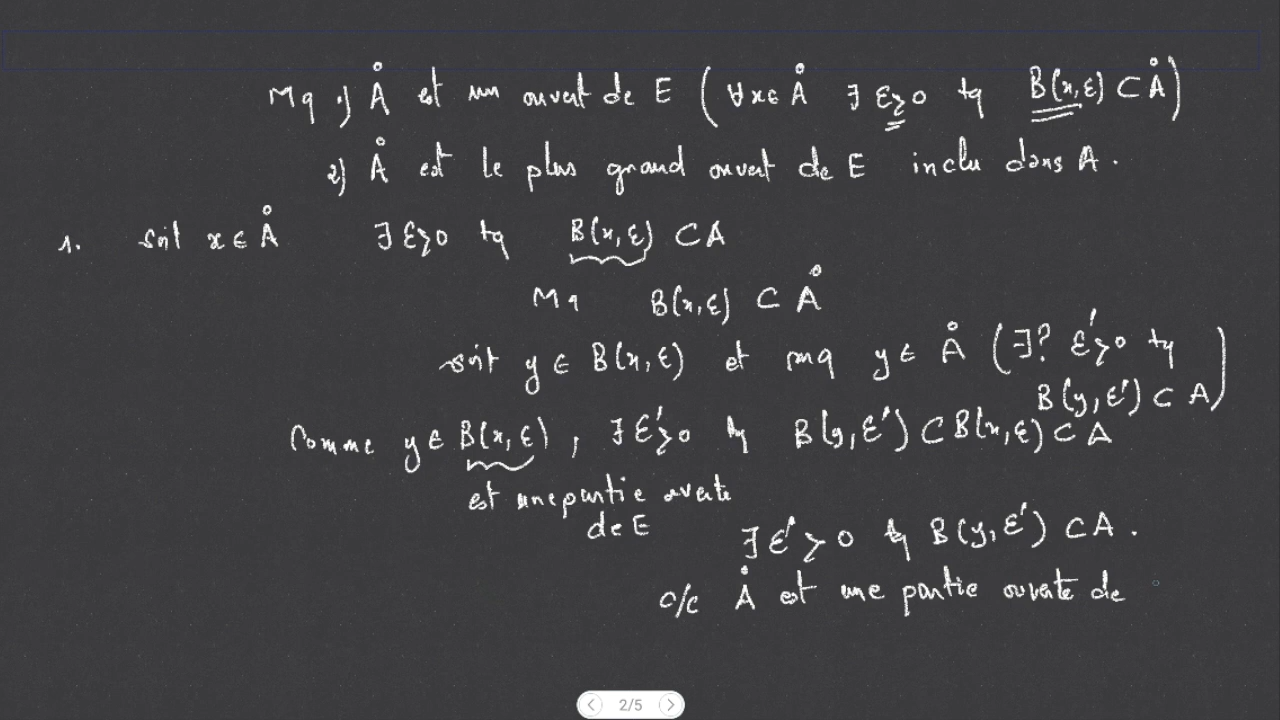 Mq 1) Å est un ouvert de E ( ∀x∈Å ∃ ε>0 tq B(x,ε) ⊂ Å )
2) Å est le plus grand ouvert de E inclu dans A.
1. soit x ∈ Å ∃ ε>0 tq B(x,ε) ⊂ A
Mq B(x,ε) ⊂ Å
soit y ∈ B(x,ε) et mq y ∈ Å ( ∃? ε'>0 tq
B(y,ε') ⊂ A )
Comme y ∈ B(x,ε), ∃ ε'>0 tq B(y,ε') ⊂ B(x,ε) ⊂ A
est une partie ouverte
de E
∃ ε'>0 tq B(y,ε') ⊂ A.
c/c Å est une partie ouverte de
2/5